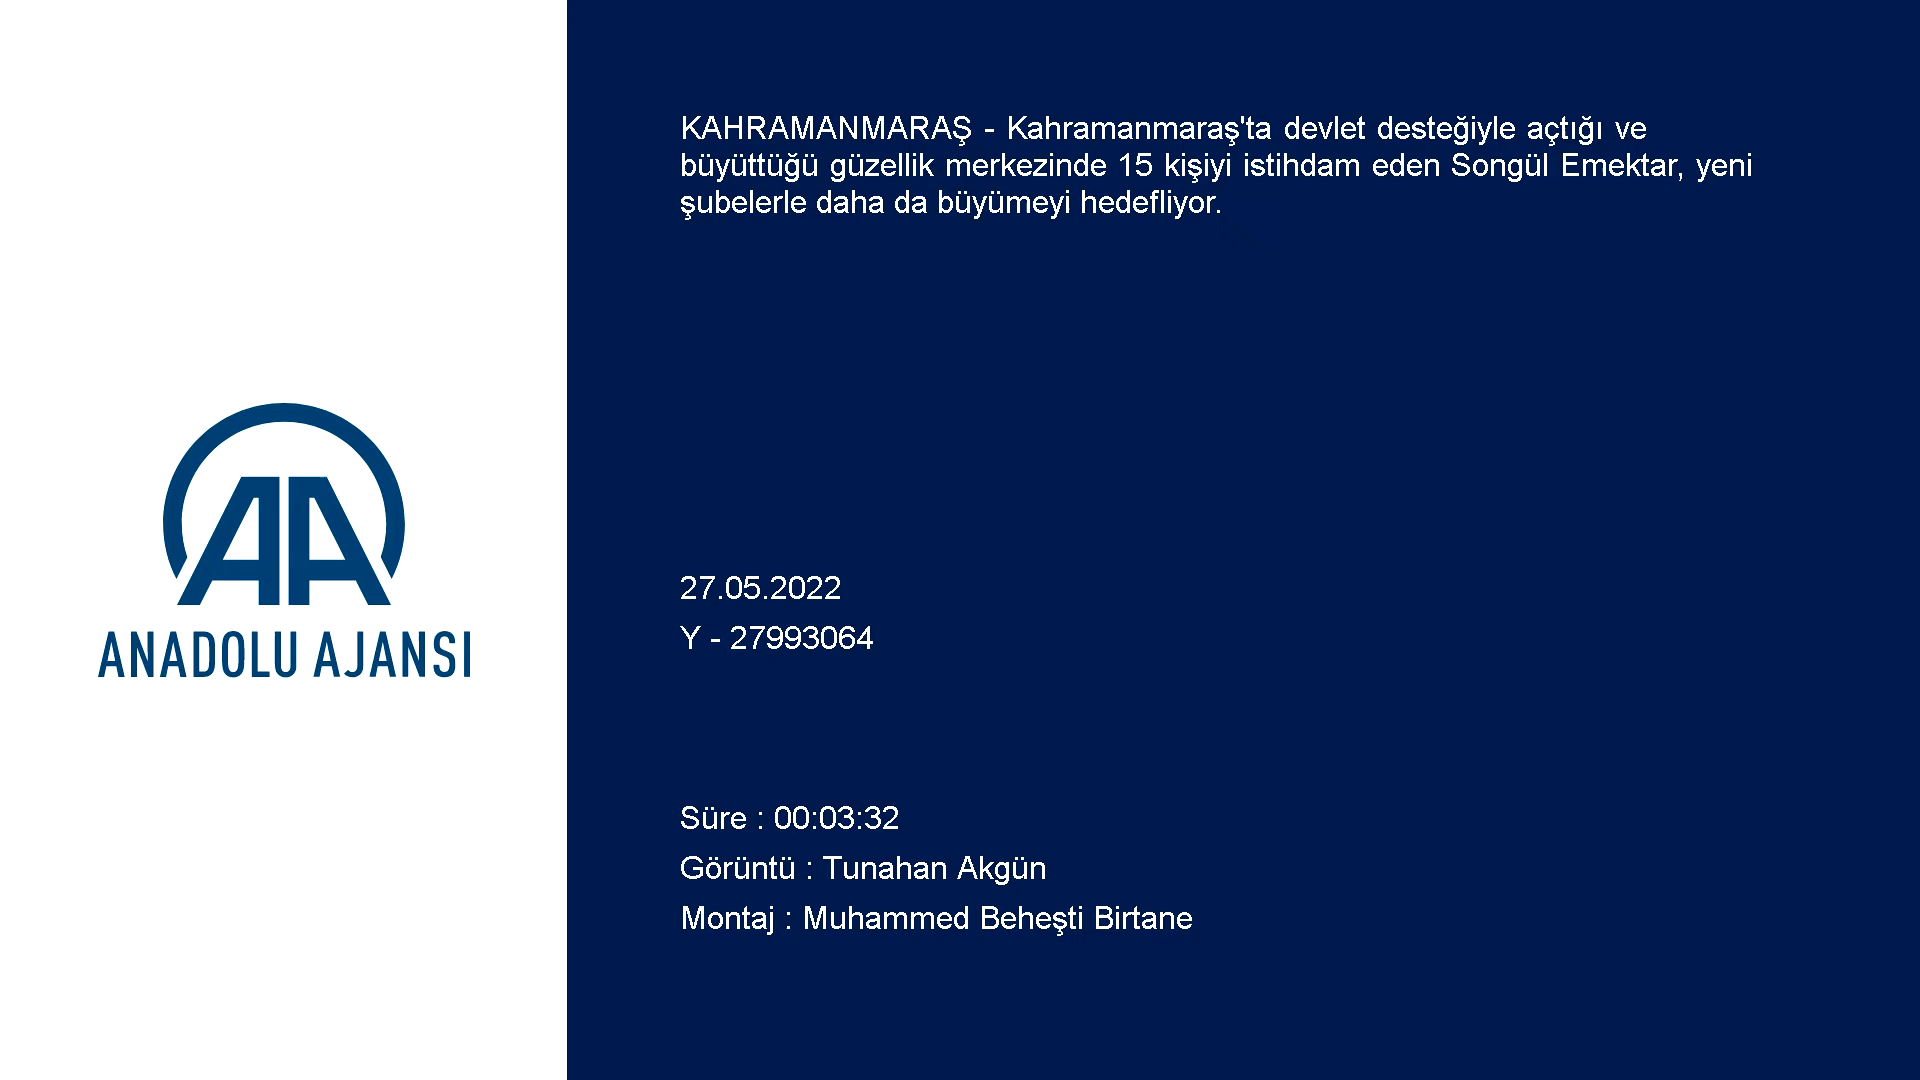 KAHRAMANMARAŞ - Kahramanmaraş'ta devlet desteğiyle açtığı ve
büyüttüğü güzellik merkezinde 15 kişiyi istihdam eden Songül Emektar, yeni
şubelerle daha da büyümeyi hedefliyor.
AA
ANADOLU AJANSI
27.05.2022
Y - 27993064
Süre : 00:03:32
Görüntü : Tunahan Akgün
Montaj : Muhammed Beheşti Birtane